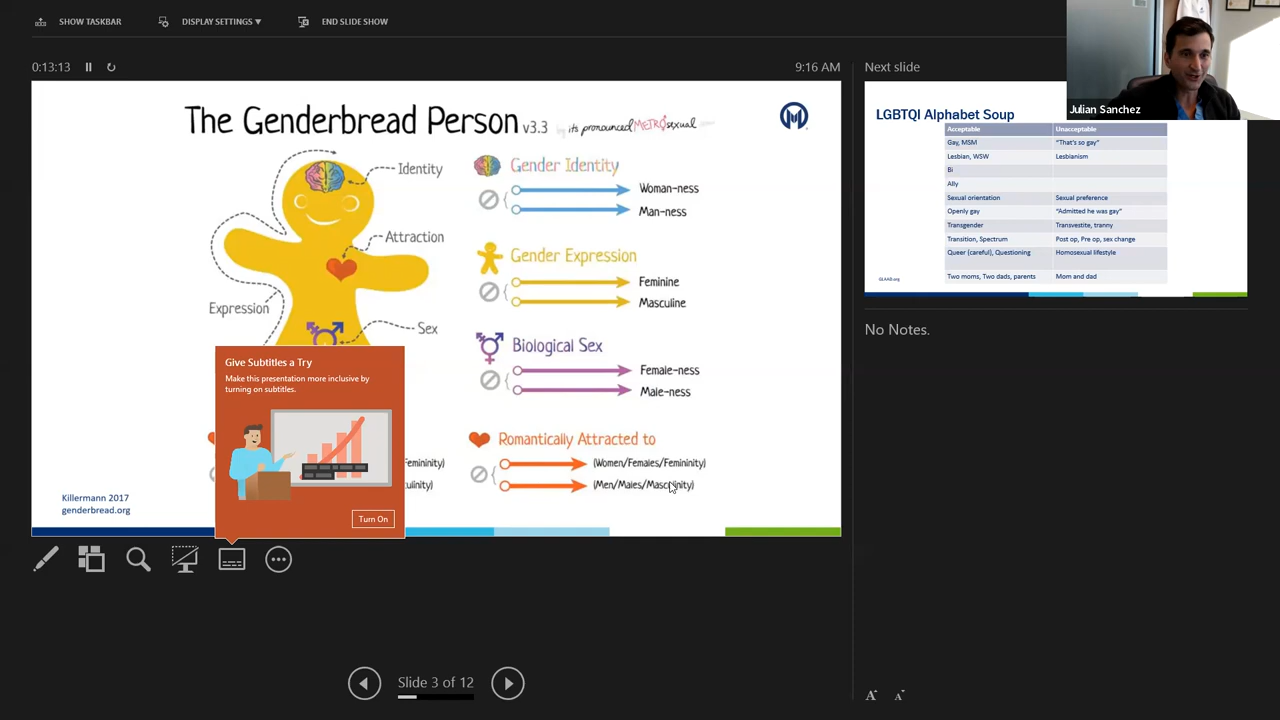 SHOW TASKBAR
DISPLAY SETTINGS ▼
END SLIDE SHOW
0:13:13
9:16 AM
Next slide
Julian Sanchez
The Genderbread Person v3.3
it's pronounced METROsexual
Identity
Attraction
Expression
Sex
Gender Identity
Woman-ness
Man-ness
Gender Expression
Feminine
Masculine
Biological Sex
Female-ness
Male-ness
Romantically Attracted to
(Women/Females/Femininity)
(Men/Males/Masculinity)
Femininity)
culinity)
Give Subtitles a Try
Make this presentation more inclusive by
turning on subtitles.
Turn On
Killermann 2017
genderbread.org
Slide 3 of 12
LGBTQI Alphabet Soup
Acceptable Unacceptable
Gay, MSM "That's so gay"
Lesbian, WSW Lesbianism
Bi
Ally
Sexual orientation Sexual preference
Openly gay "Admitted he was gay"
Transgender Transvestite, tranny
Transition, Spectrum Post op, Pre op, sex change
Queer (careful), Questioning Homosexual lifestyle
Two moms, Two dads, parents Mom and dad
GLAAD.org
No Notes.
A A